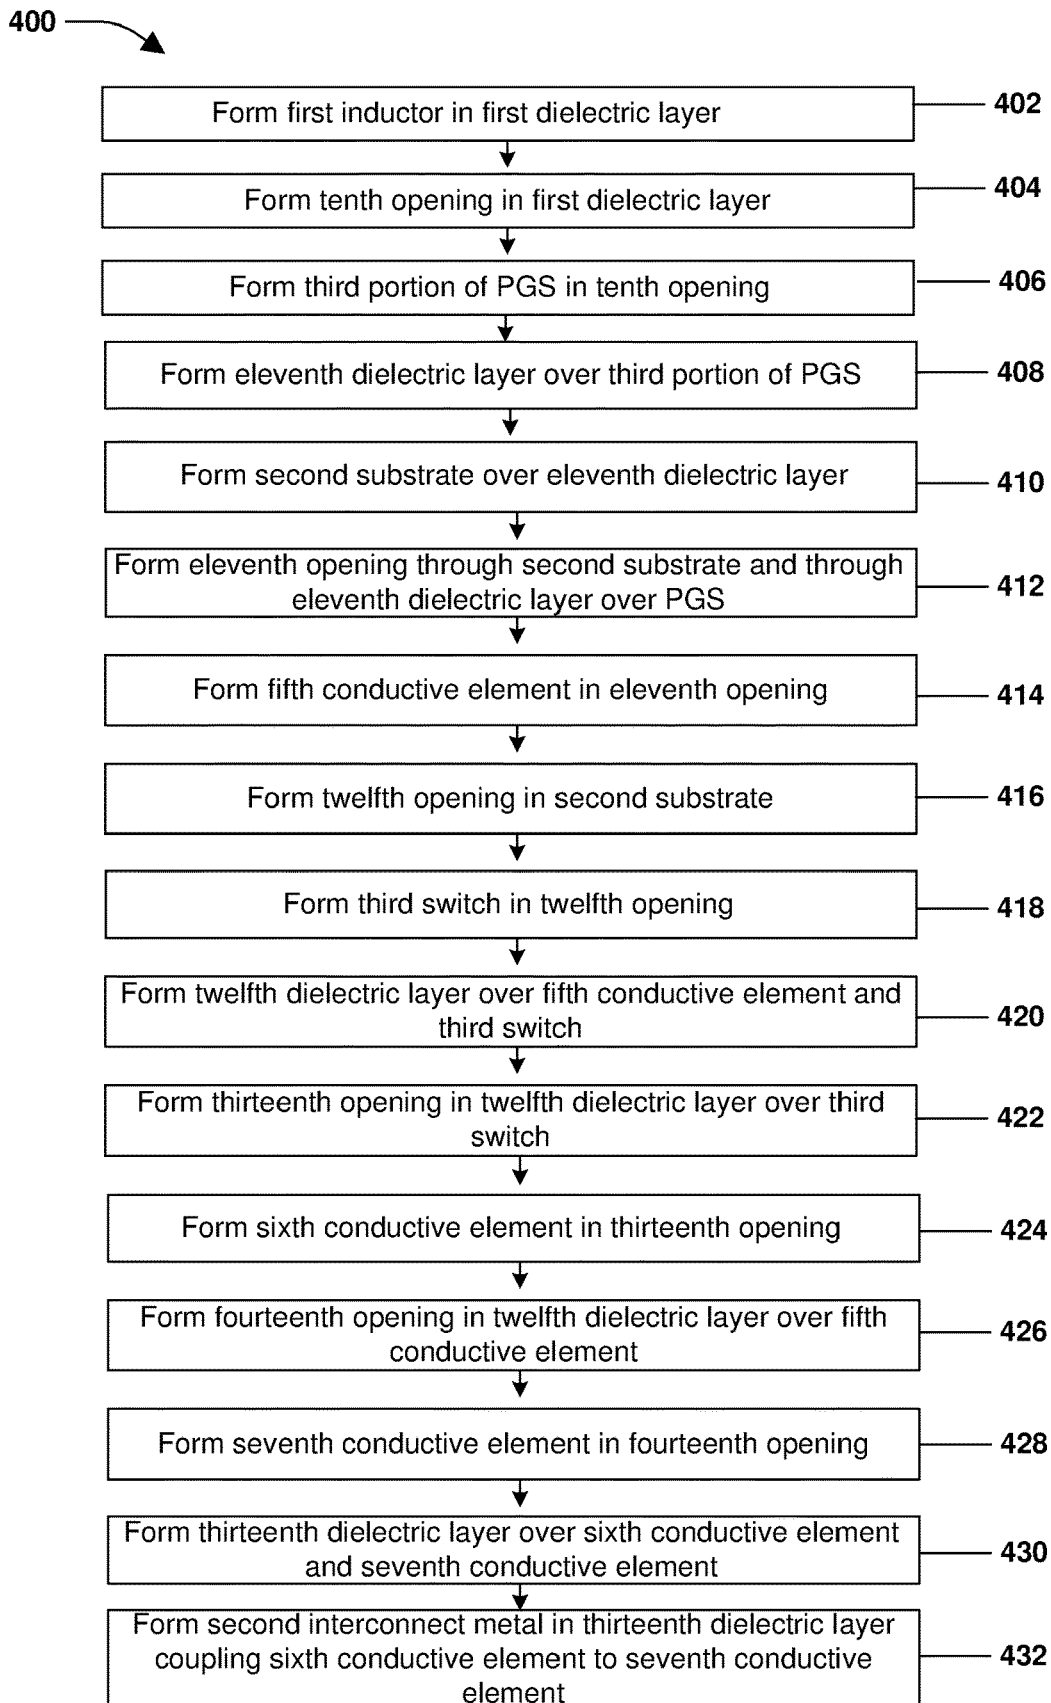 400
Form first inductor in first dielectric layer
402
Form tenth opening in first dielectric layer
404
Form third portion of PGS in tenth opening
406
Form eleventh dielectric layer over third portion of PGS
408
Form second substrate over eleventh dielectric layer
410
Form eleventh opening through second substrate and through
eleventh dielectric layer over PGS
412
Form fifth conductive element in eleventh opening
414
Form twelfth opening in second substrate
416
Form third switch in twelfth opening
418
Form twelfth dielectric layer over fifth conductive element and
third switch
420
Form thirteenth opening in twelfth dielectric layer over third
switch
422
Form sixth conductive element in thirteenth opening
424
Form fourteenth opening in twelfth dielectric layer over fifth
conductive element
426
Form seventh conductive element in fourteenth opening
428
Form thirteenth dielectric layer over sixth conductive element
and seventh conductive element
430
Form second interconnect metal in thirteenth dielectric layer
coupling sixth conductive element to seventh conductive
element
432